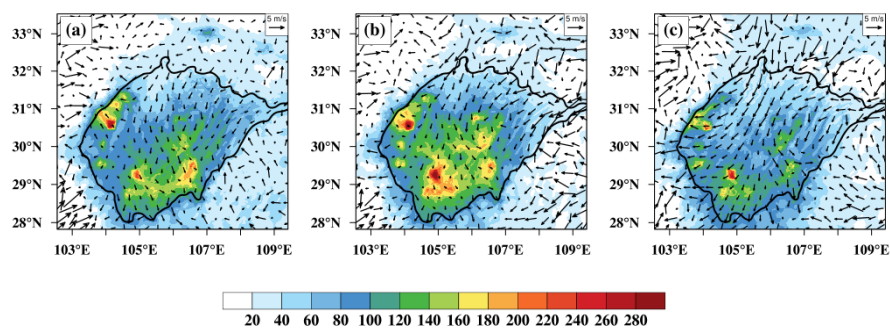 (a) 5 m/s (b) 5 m/s (c) 5 m/s
33°N 33°N 33°N
32°N 32°N 32°N
31°N 31°N 31°N
30°N 30°N 30°N
29°N 29°N 29°N
28°N 28°N 28°N
103°E 105°E 107°E 109°E 103°E 105°E 107°E 109°E 103°E 105°E 107°E 109°E
20 40 60 80 100 120 140 160 180 200 220 240 260 280